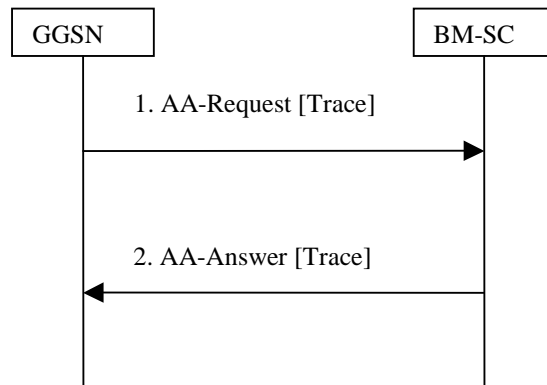 GGSN
BM-SC
1. AA-Request [Trace]
2. AA-Answer [Trace]